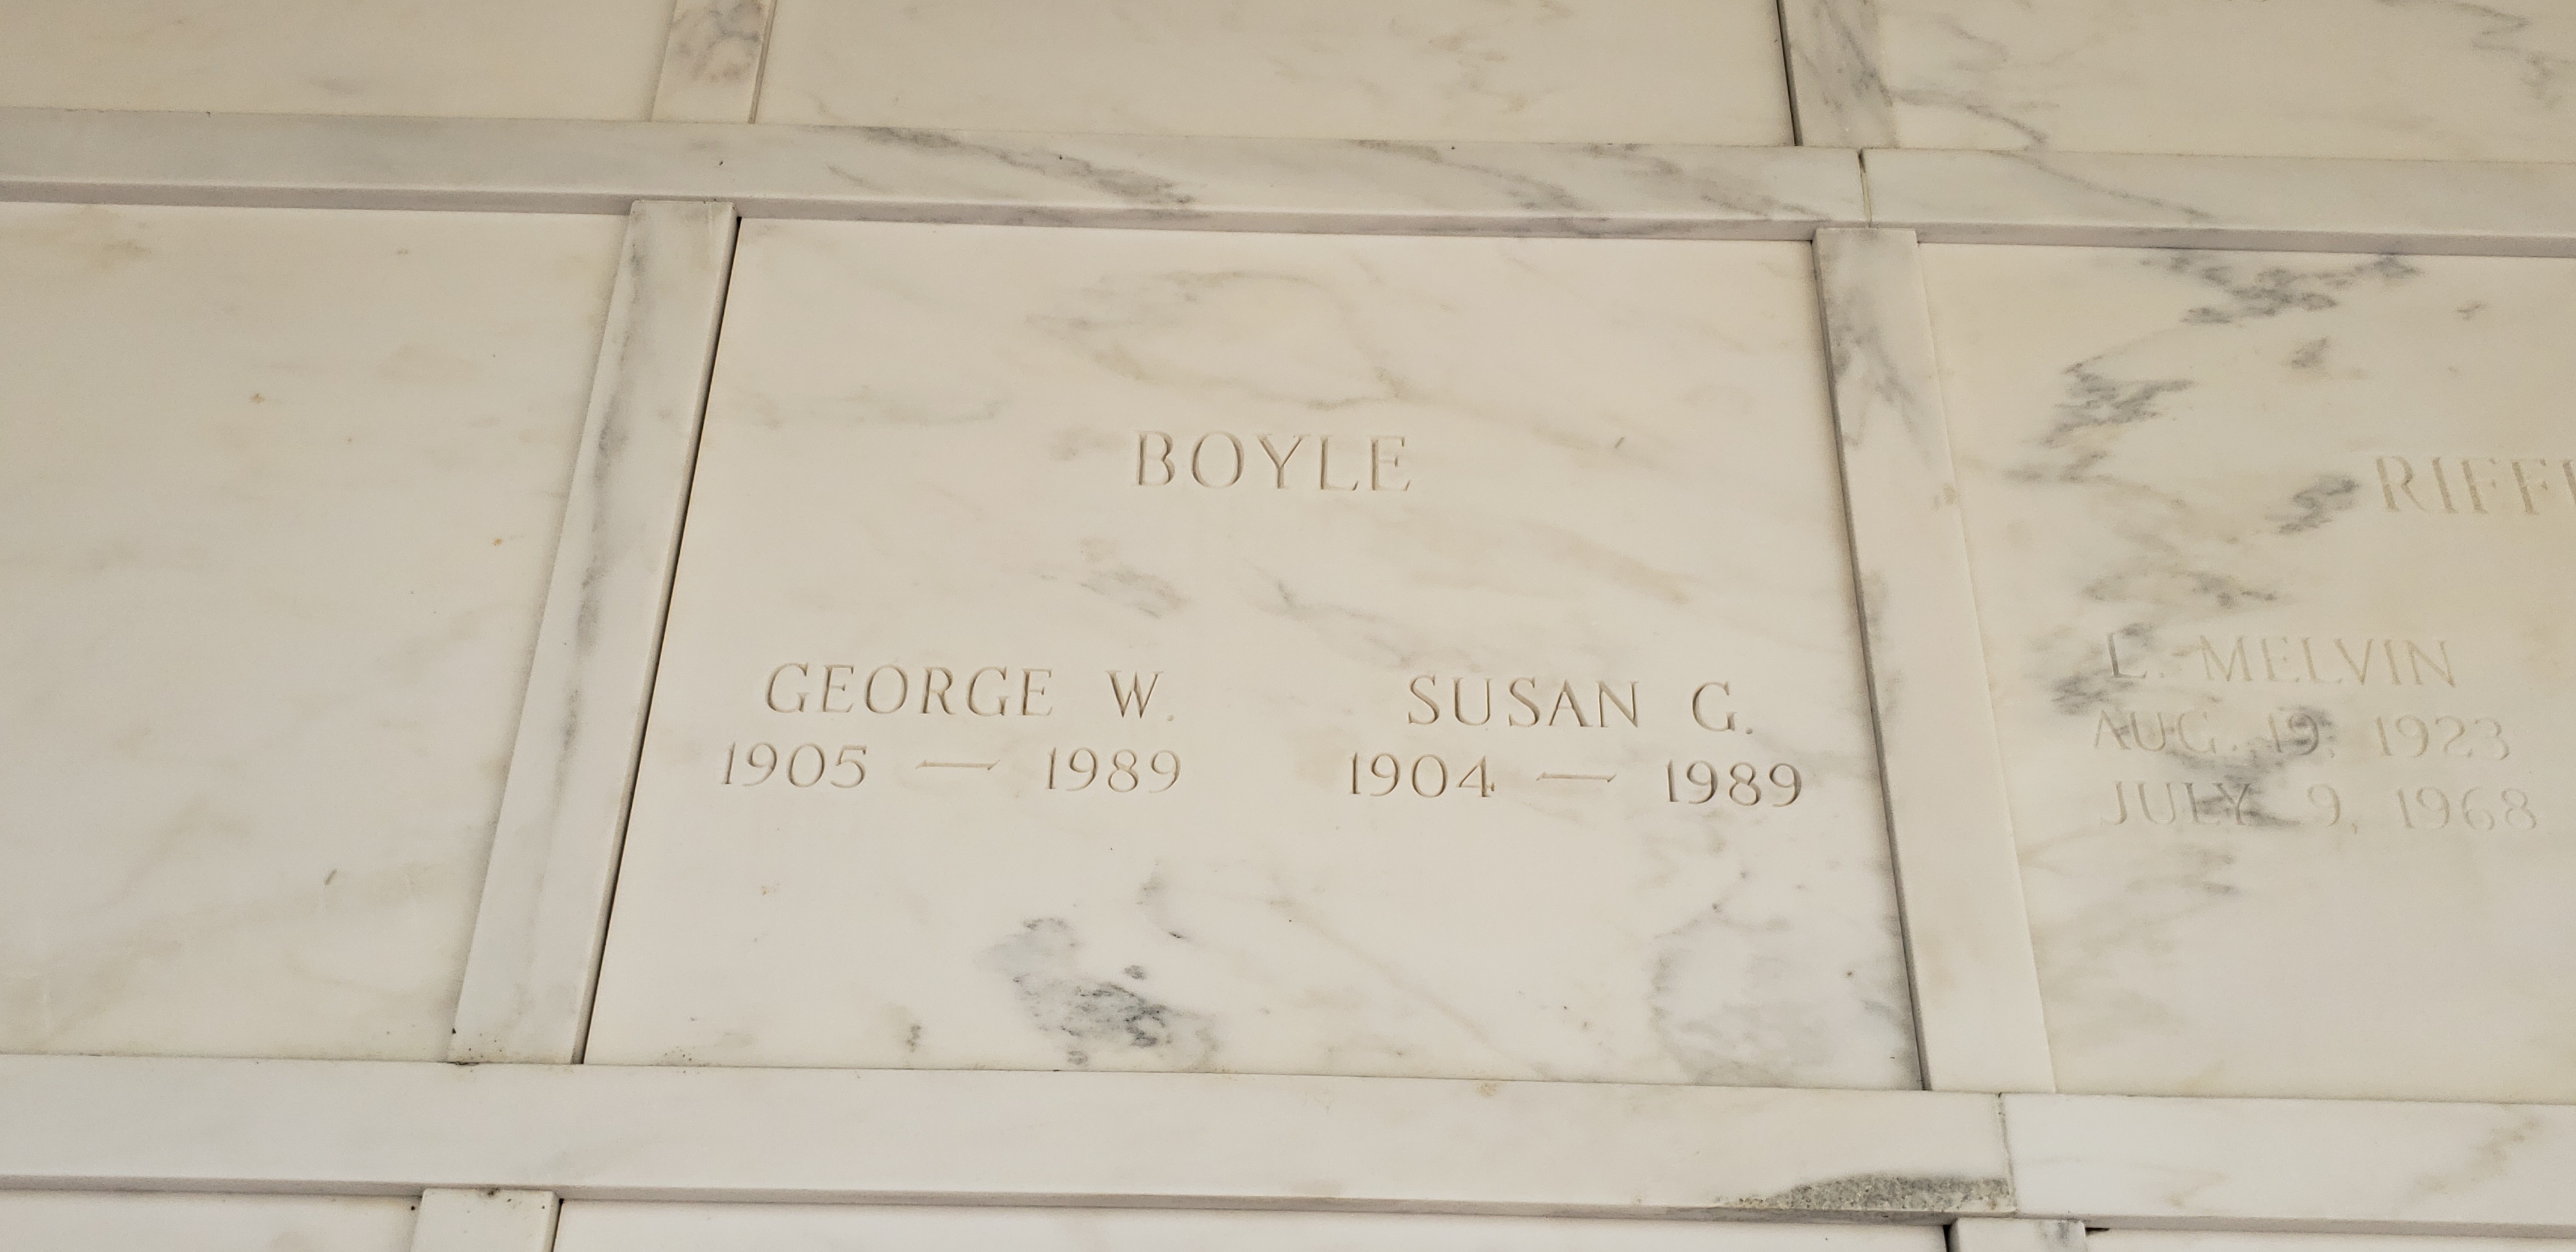 BOYLE
GEORGE W. SUSAN G.
1905 — 1989 1904 — 1989
L. MELVIN
AUG. 19, 1923
JULY 9, 1968